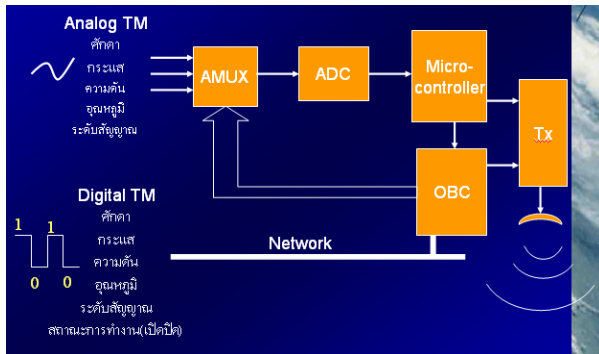 Analog TM
ศักดา
กระแส
ความดัน
อุณหภูมิ
ระดับสัญญาณ
AMUX
ADC
Micro-
controller
Tx
OBC
Digital TM
ศักดา
1 1
กระแส
ความดัน
0 0
อุณหภูมิ
ระดับสัญญาณ
สถาณะการทำงาน(เปิดปิด)
Network